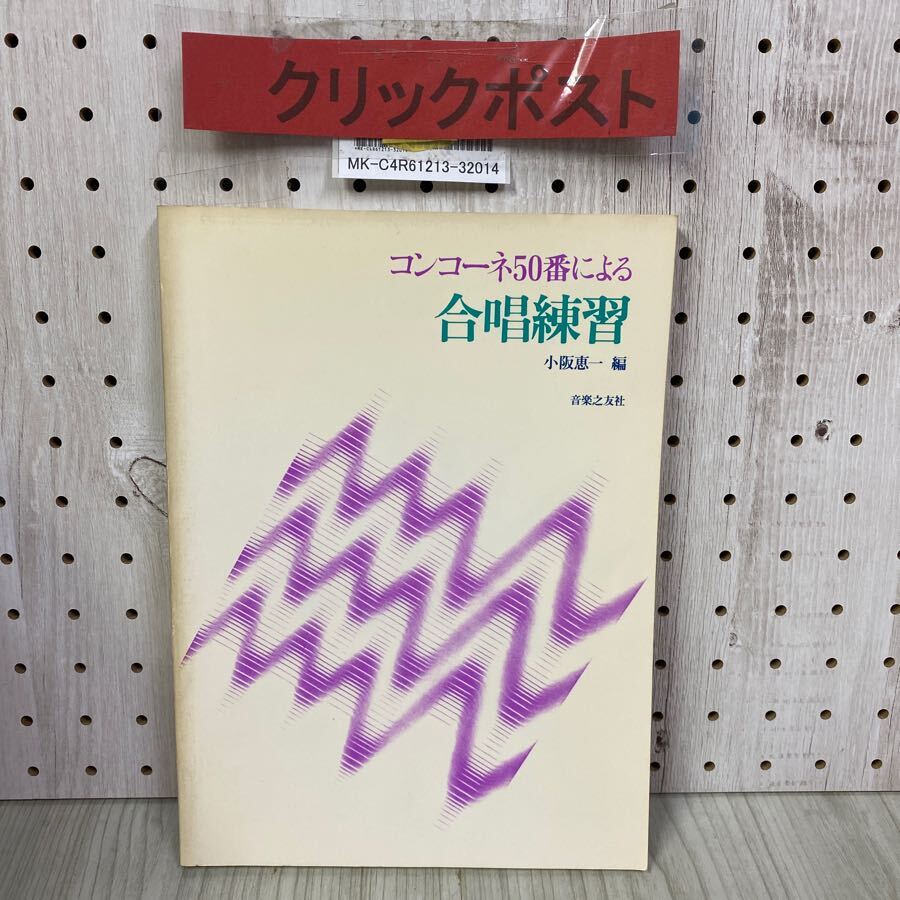 クリックポスト
MK-C4R61213-32014
コンコーネ50番による
合唱練習
小阪恵一 編
音楽之友社